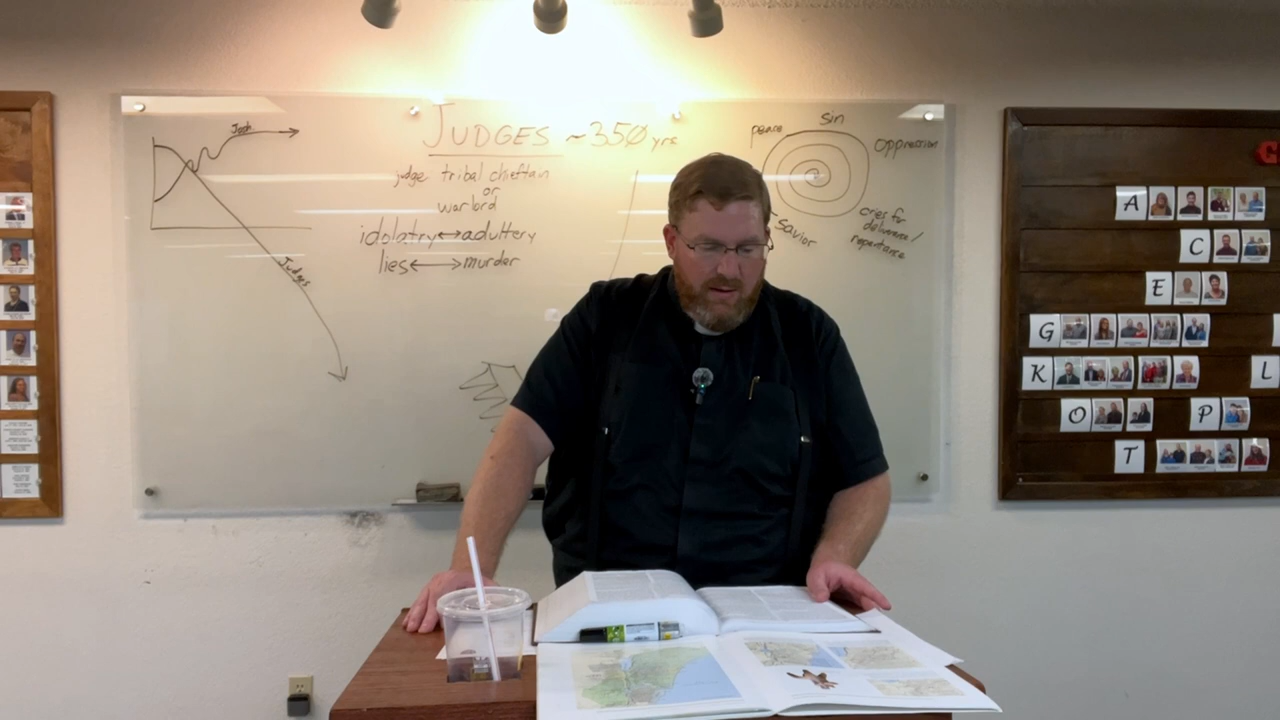 Josh
Judges
JUDGES ~350 yrs
judge: tribal chieftain
or
warlord
idolatry↔adultery
lies↔murder
sin
peace
oppression
savior
cries for
deliverance/
repentance
A
C
E
G
K
L
O
P
T